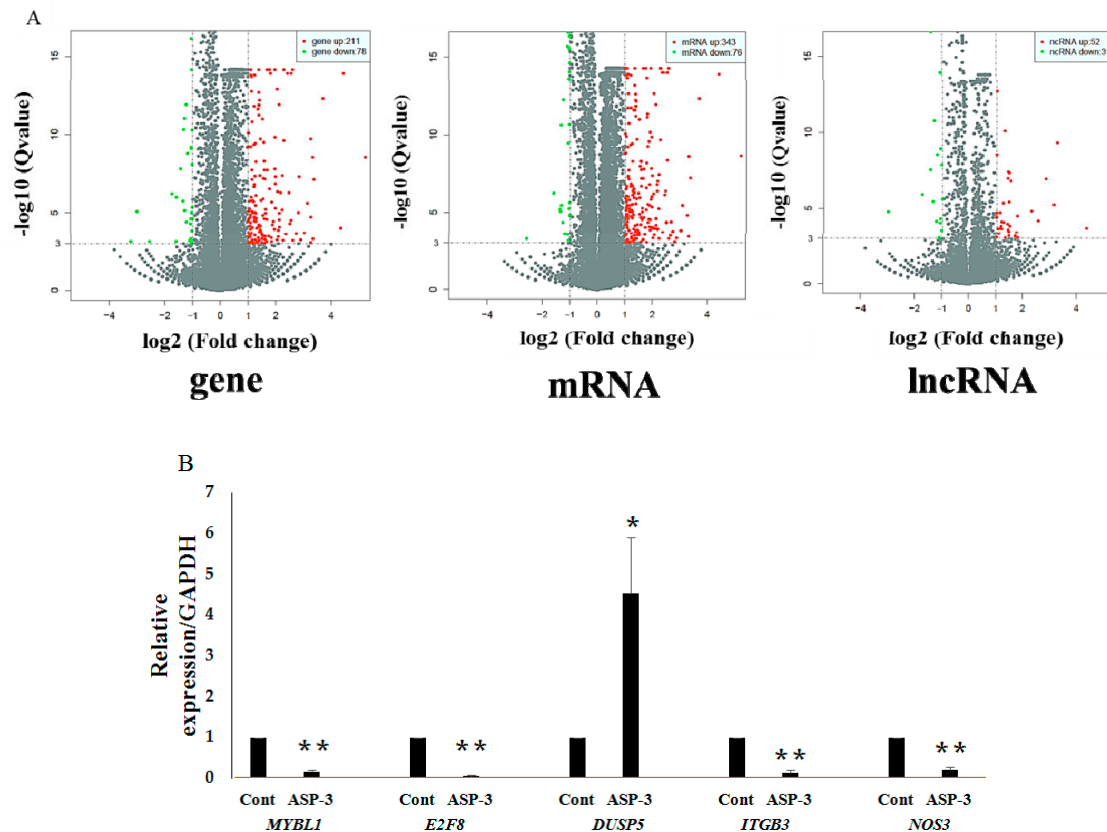 A
gene up:211
gene down:78
mRNA up:343
mRNA down:76
ncRNA up:52
ncRNA down:3
-log10 (Qvalue)
-log10 (Qvalue)
-log10 (Qvalue)
15
10
5
3
0
15
10
5
3
0
15
10
5
3
0
-4 -2 -1 0 1 2 4
-4 -2 -1 0 1 2 4
-4 -2 -1 0 1 2 4
log2 (Fold change)
log2 (Fold change)
log2 (Fold change)
gene
mRNA
lncRNA
B
Relative
expression/GAPDH
7
6
5
4
3
2
1
0
** ** * ** **
Cont ASP-3 Cont ASP-3 Cont ASP-3 Cont ASP-3 Cont ASP-3
MYBL1 E2F8 DUSP5 ITGB3 NOS3